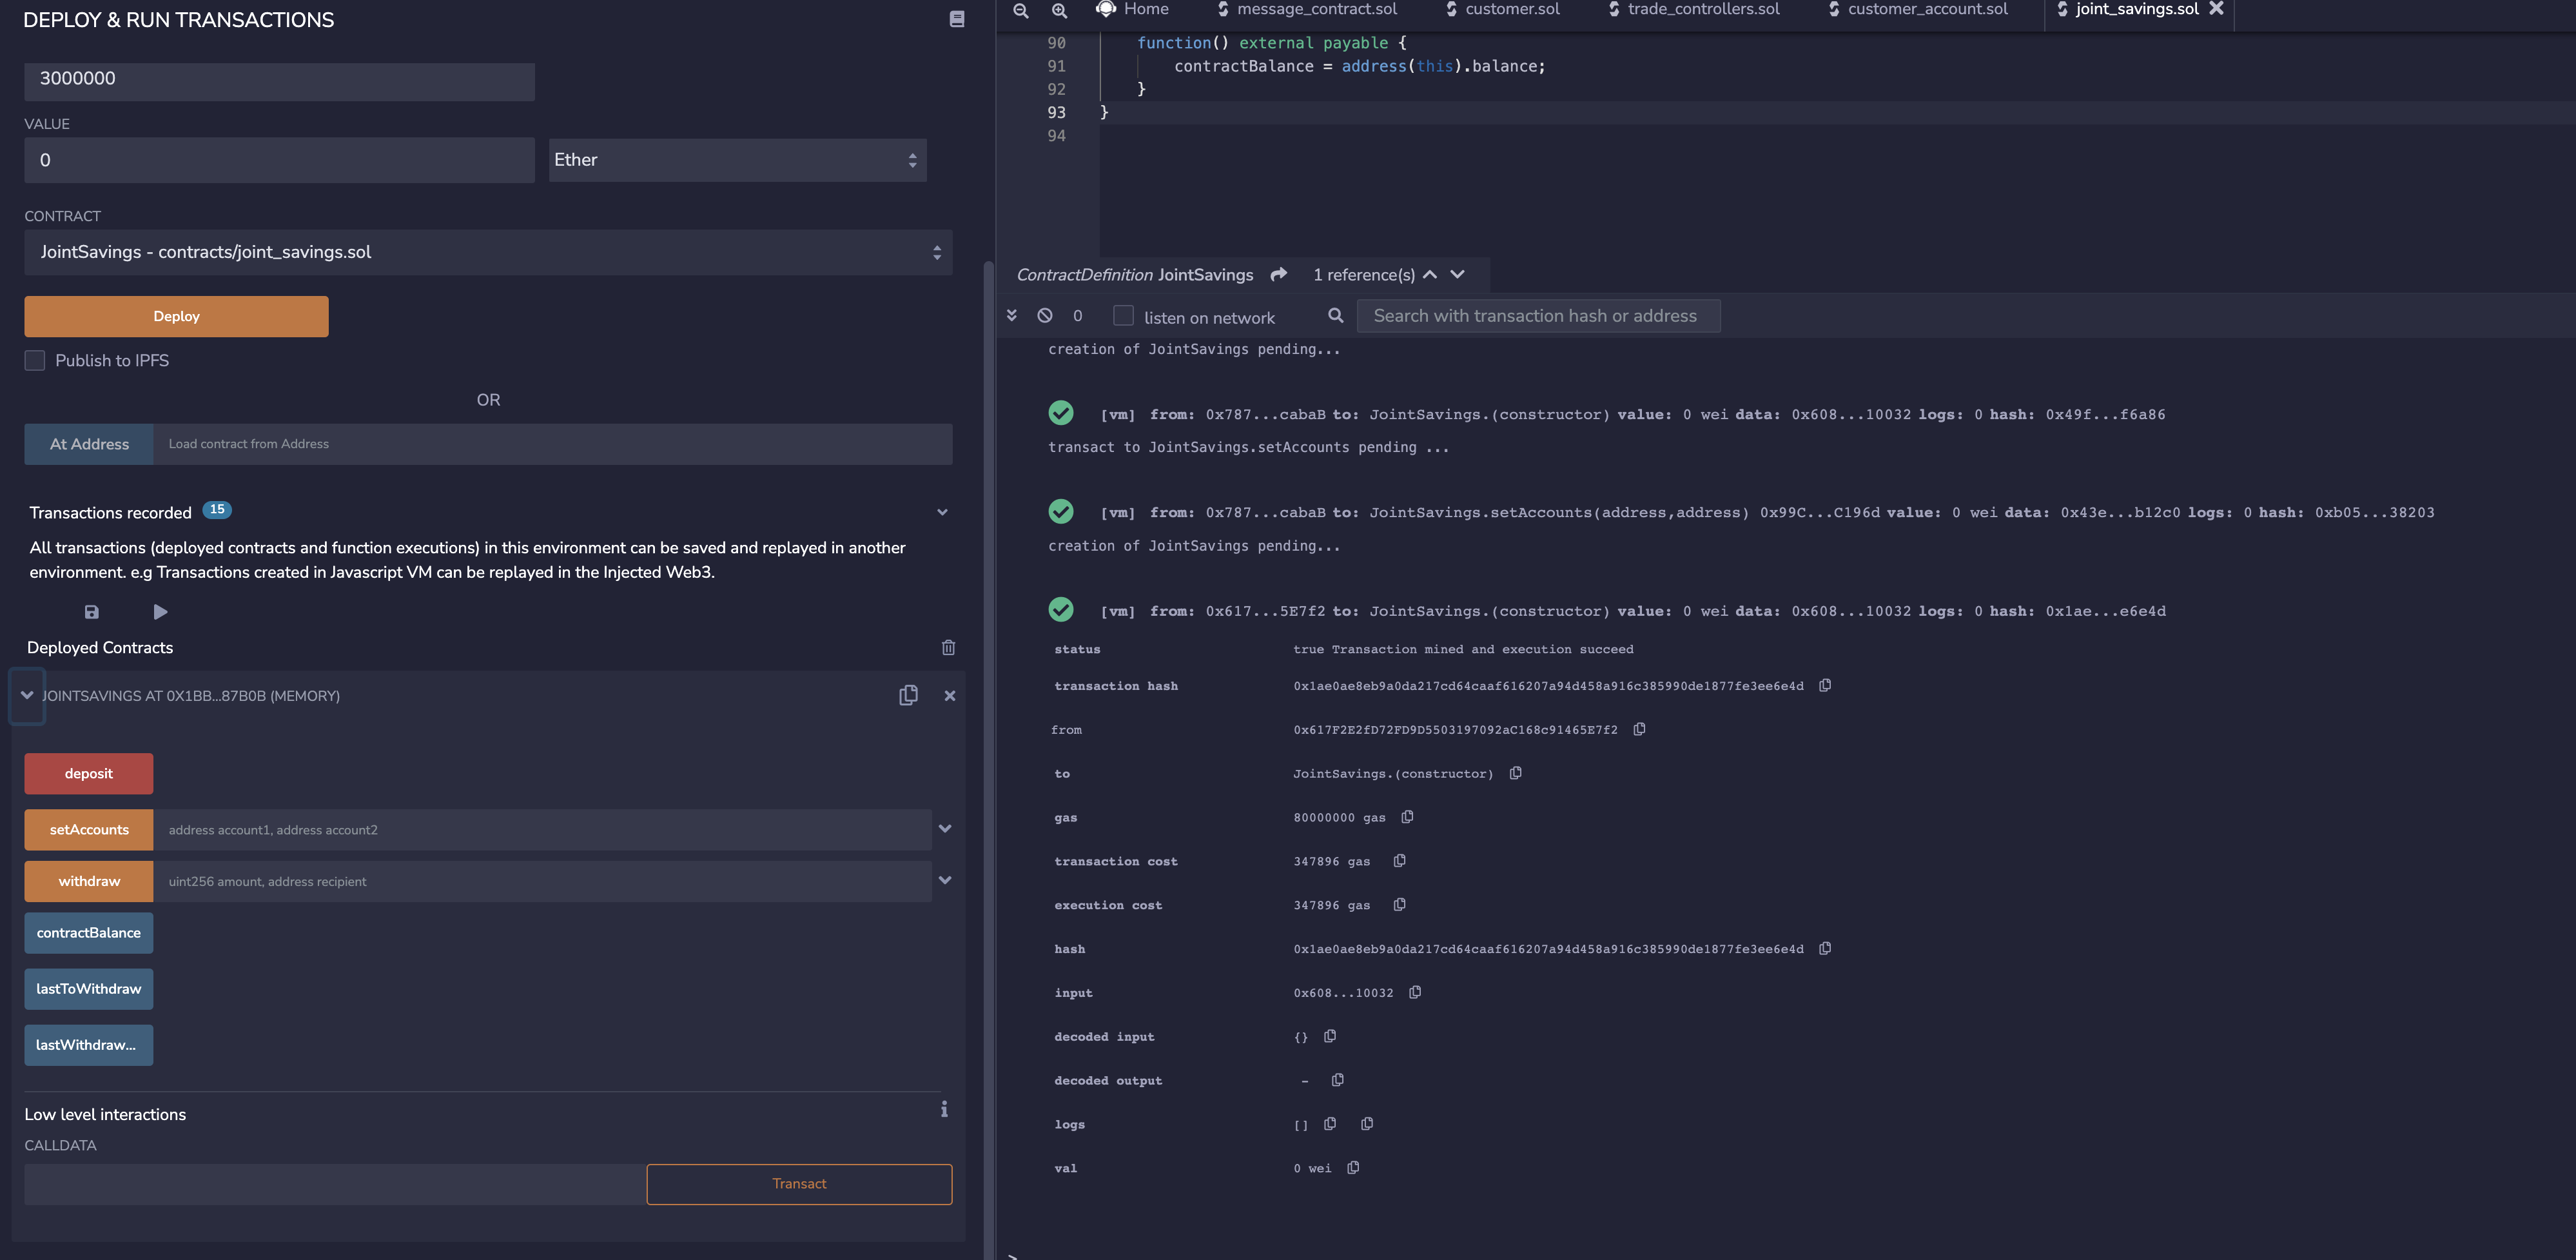 DEPLOY & RUN TRANSACTIONS
3000000
VALUE
0
Ether
CONTRACT
JointSavings - contracts/joint_savings.sol
Deploy
Publish to IPFS
OR
At Address
Load contract from Address
Transactions recorded 15
All transactions (deployed contracts and function executions) in this environment can be saved and replayed in another
environment. e.g Transactions created in Javascript VM can be replayed in the Injected Web3.
Deployed Contracts
JOINTSAVINGS AT 0X1BB...87B0B (MEMORY)
deposit
setAccounts address account1, address account2
withdraw uint256 amount, address recipient
contractBalance
lastToWithdraw
lastWithdraw...
Low level interactions
CALLDATA
Transact
Home message_contract.sol customer.sol trade_controllers.sol customer_account.sol joint_savings.sol
90 function() external payable {
91 contractBalance = address(this).balance;
92 }
93 }
94
ContractDefinition JointSavings 1 reference(s)
0 listen on network Search with transaction hash or address
creation of JointSavings pending...
[vm] from: 0x787...cabaB to: JointSavings.(constructor) value: 0 wei data: 0x608...10032 logs: 0 hash: 0x49f...f6a86
transact to JointSavings.setAccounts pending ...
[vm] from: 0x787...cabaB to: JointSavings.setAccounts(address,address) 0x99C...C196d value: 0 wei data: 0x43e...b12c0 logs: 0 hash: 0xb05...38203
creation of JointSavings pending...
[vm] from: 0x617...5E7f2 to: JointSavings.(constructor) value: 0 wei data: 0x608...10032 logs: 0 hash: 0x1ae...e6e4d
status true Transaction mined and execution succeed
transaction hash 0x1ae0ae8eb9a0da217cd64caaf616207a94d458a916c385990de1877fe3ee6e4d
from 0x617F2E2fD72FD9D5503197092aC168c91465E7f2
to JointSavings.(constructor)
gas 80000000 gas
transaction cost 347896 gas
execution cost 347896 gas
hash 0x1ae0ae8eb9a0da217cd64caaf616207a94d458a916c385990de1877fe3ee6e4d
input 0x608...10032
decoded input {}
decoded output -
logs []
val 0 wei
>